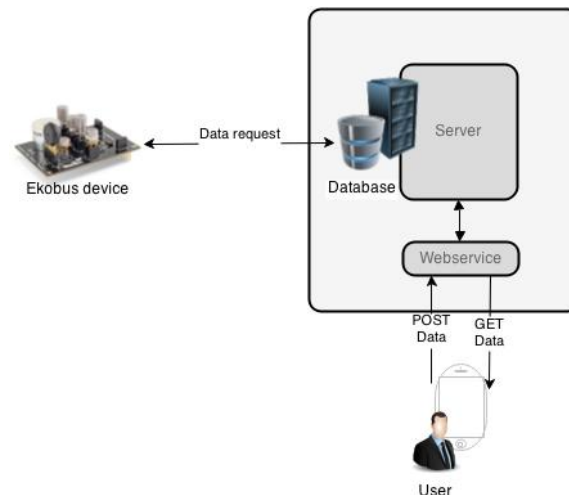 Server
Data request
Ekobus device
Database
Webservice
POST
Data
GET
Data
User